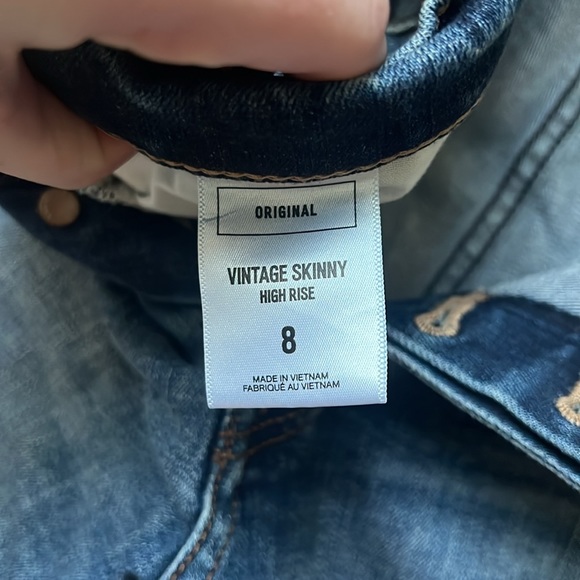 ORIGINAL
VINTAGE SKINNY
HIGH RISE
8
MADE IN VIETNAM
FABRIQUÉ AU VIETNAM